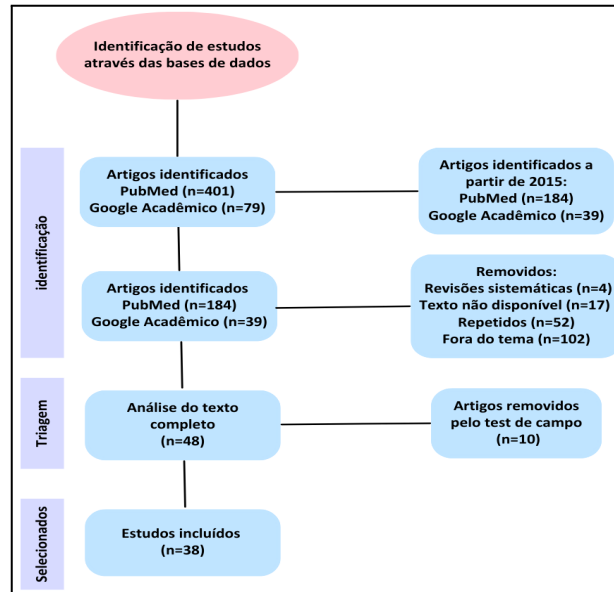 Identificação de estudos
através das bases de dados
identificação
Artigos identificados
PubMed (n=401)
Google Acadêmico (n=79)
Artigos identificados a
partir de 2015:
PubMed (n=184)
Google Acadêmico (n=39)
Artigos identificados
PubMed (n=184)
Google Acadêmico (n=39)
Removidos:
Revisões sistemáticas (n=4)
Texto não disponível (n=17)
Repetidos (n=52)
Fora do tema (n=102)
Triagem
Análise do texto
completo
(n=48)
Artigos removidos
pelo test de campo
(n=10)
Selecionados
Estudos incluídos
(n=38)